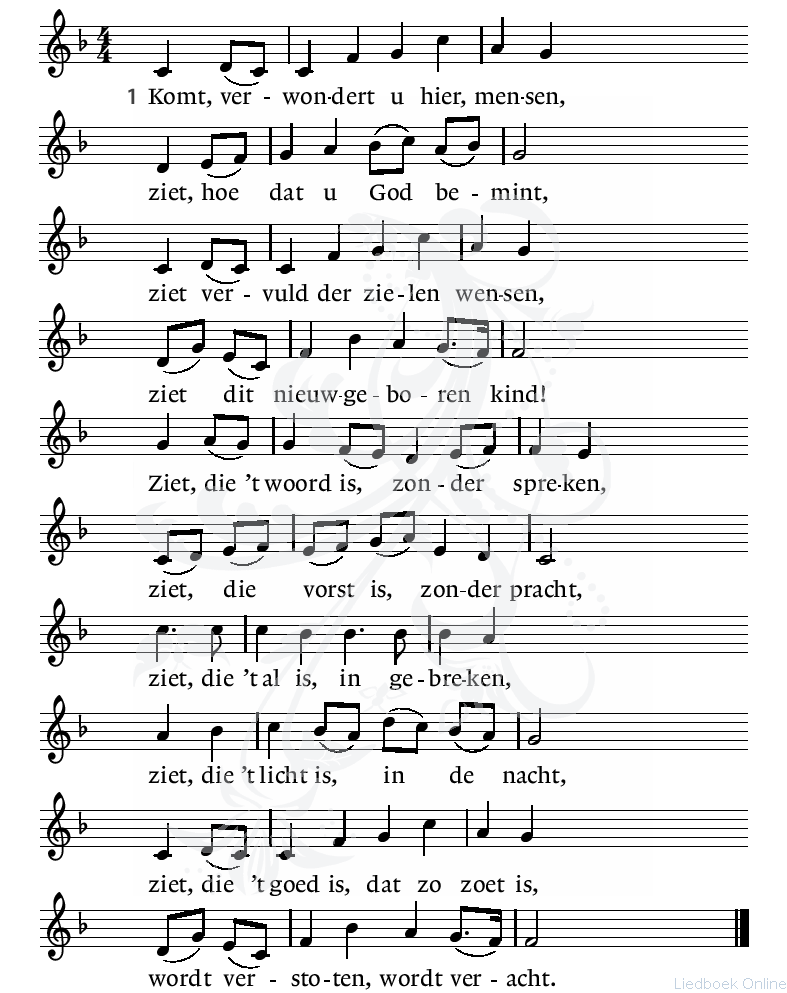 4
4
1 Komt, ver - won-dert u hier, men-sen,
ziet, hoe dat u God be - mint,
ziet ver - vuld der zie-len wen-sen,
ziet dit nieuw-ge - bo - ren kind!
Ziet, die 't woord is, zon - der spre-ken,
ziet, die vorst is, zon-der pracht,
ziet, die 't al is, in ge-bre-ken,
ziet, die 't licht is, in de nacht,
ziet, die 't goed is, dat zo zoet is,
wordt ver - sto-ten, wordt ver - acht.
Liedboek Online